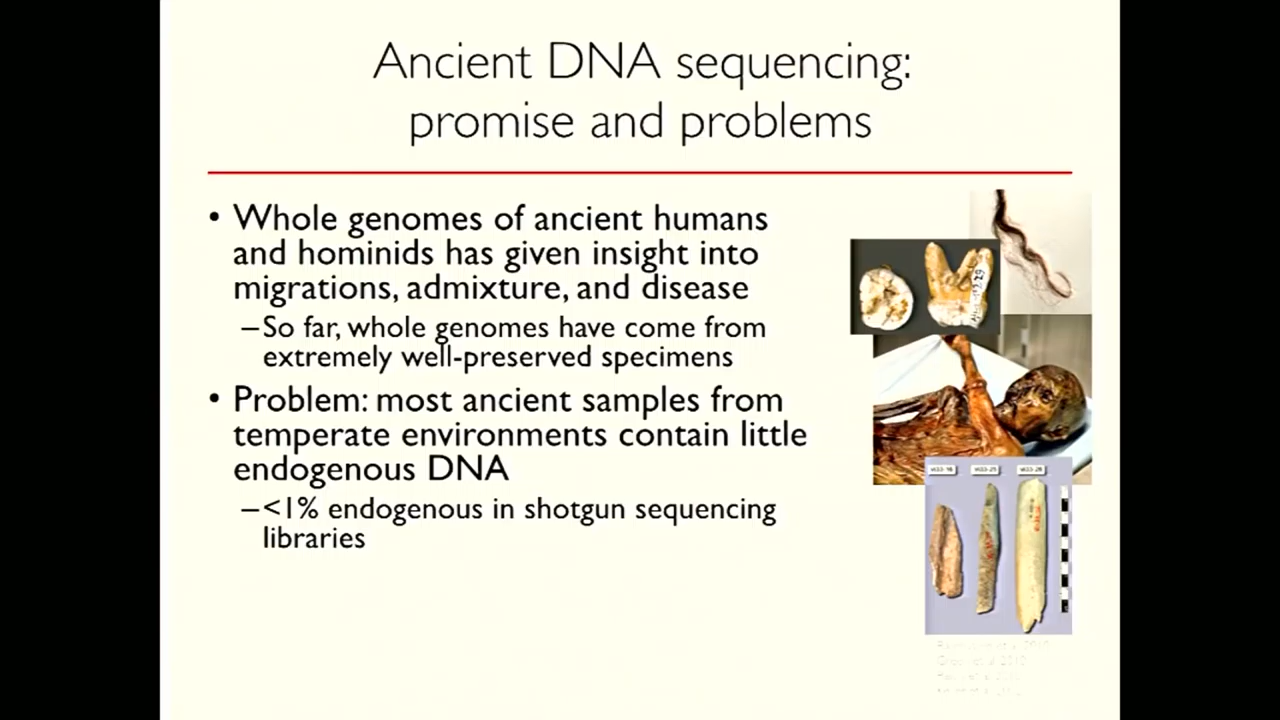 Ancient DNA sequencing:
promise and problems
• Whole genomes of ancient humans
and hominids has given insight into
migrations, admixture, and disease
–So far, whole genomes have come from
extremely well-preserved specimens
• Problem: most ancient samples from
temperate environments contain little
endogenous DNA
–<1% endogenous in shotgun sequencing
libraries